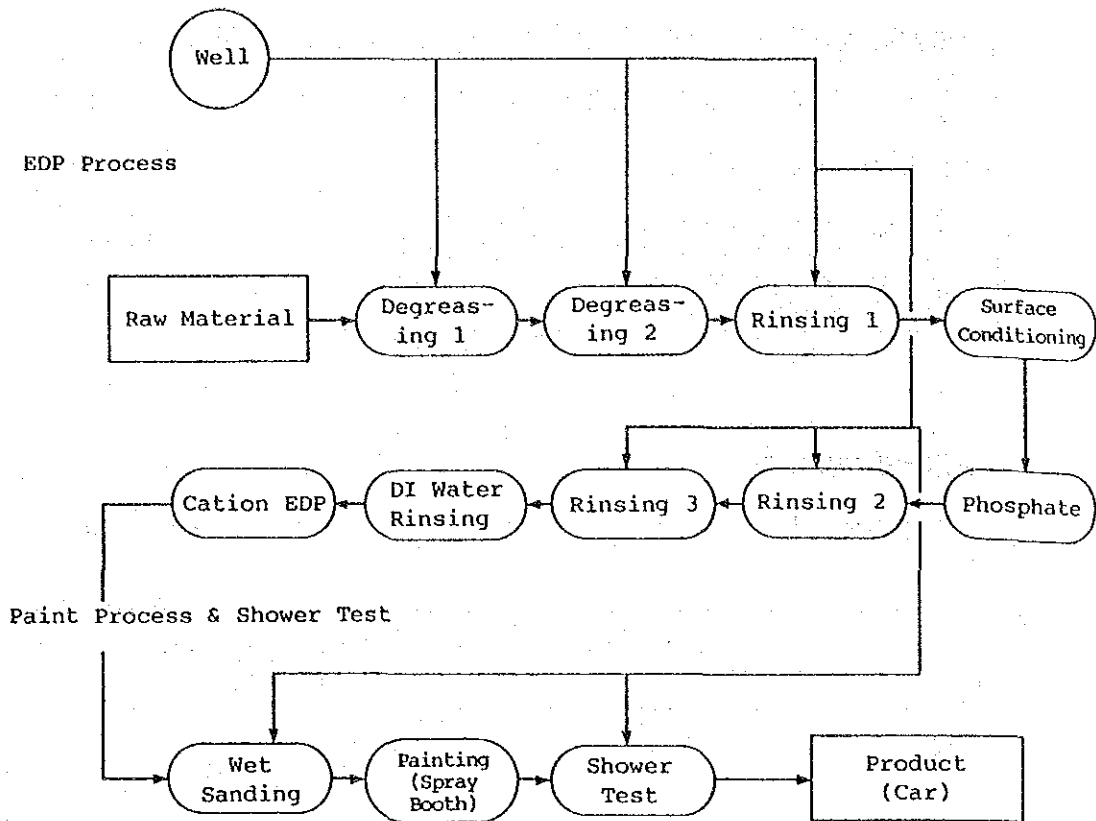 Well
EDP Process
Raw Material
Degreas-
ing 1
Degreas-
ing 2
Rinsing 1
Surface
Conditioning
Cation EDP
DI Water
Rinsing
Rinsing 3
Rinsing 2
Phosphate
Paint Process & Shower Test
Wet
Sanding
Painting
(Spray
Booth)
Shower
Test
Product
(Car)